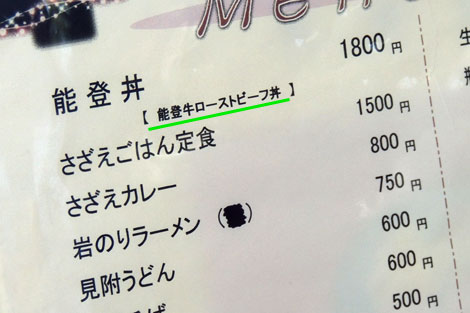 Men
能登丼 1800円
【 能登牛ローストビーフ丼 】
さざえごはん定食 1500円
さざえカレー 800円
岩のりラーメン ( ) 750円
見附うどん 600円
ば 600円
500円
生